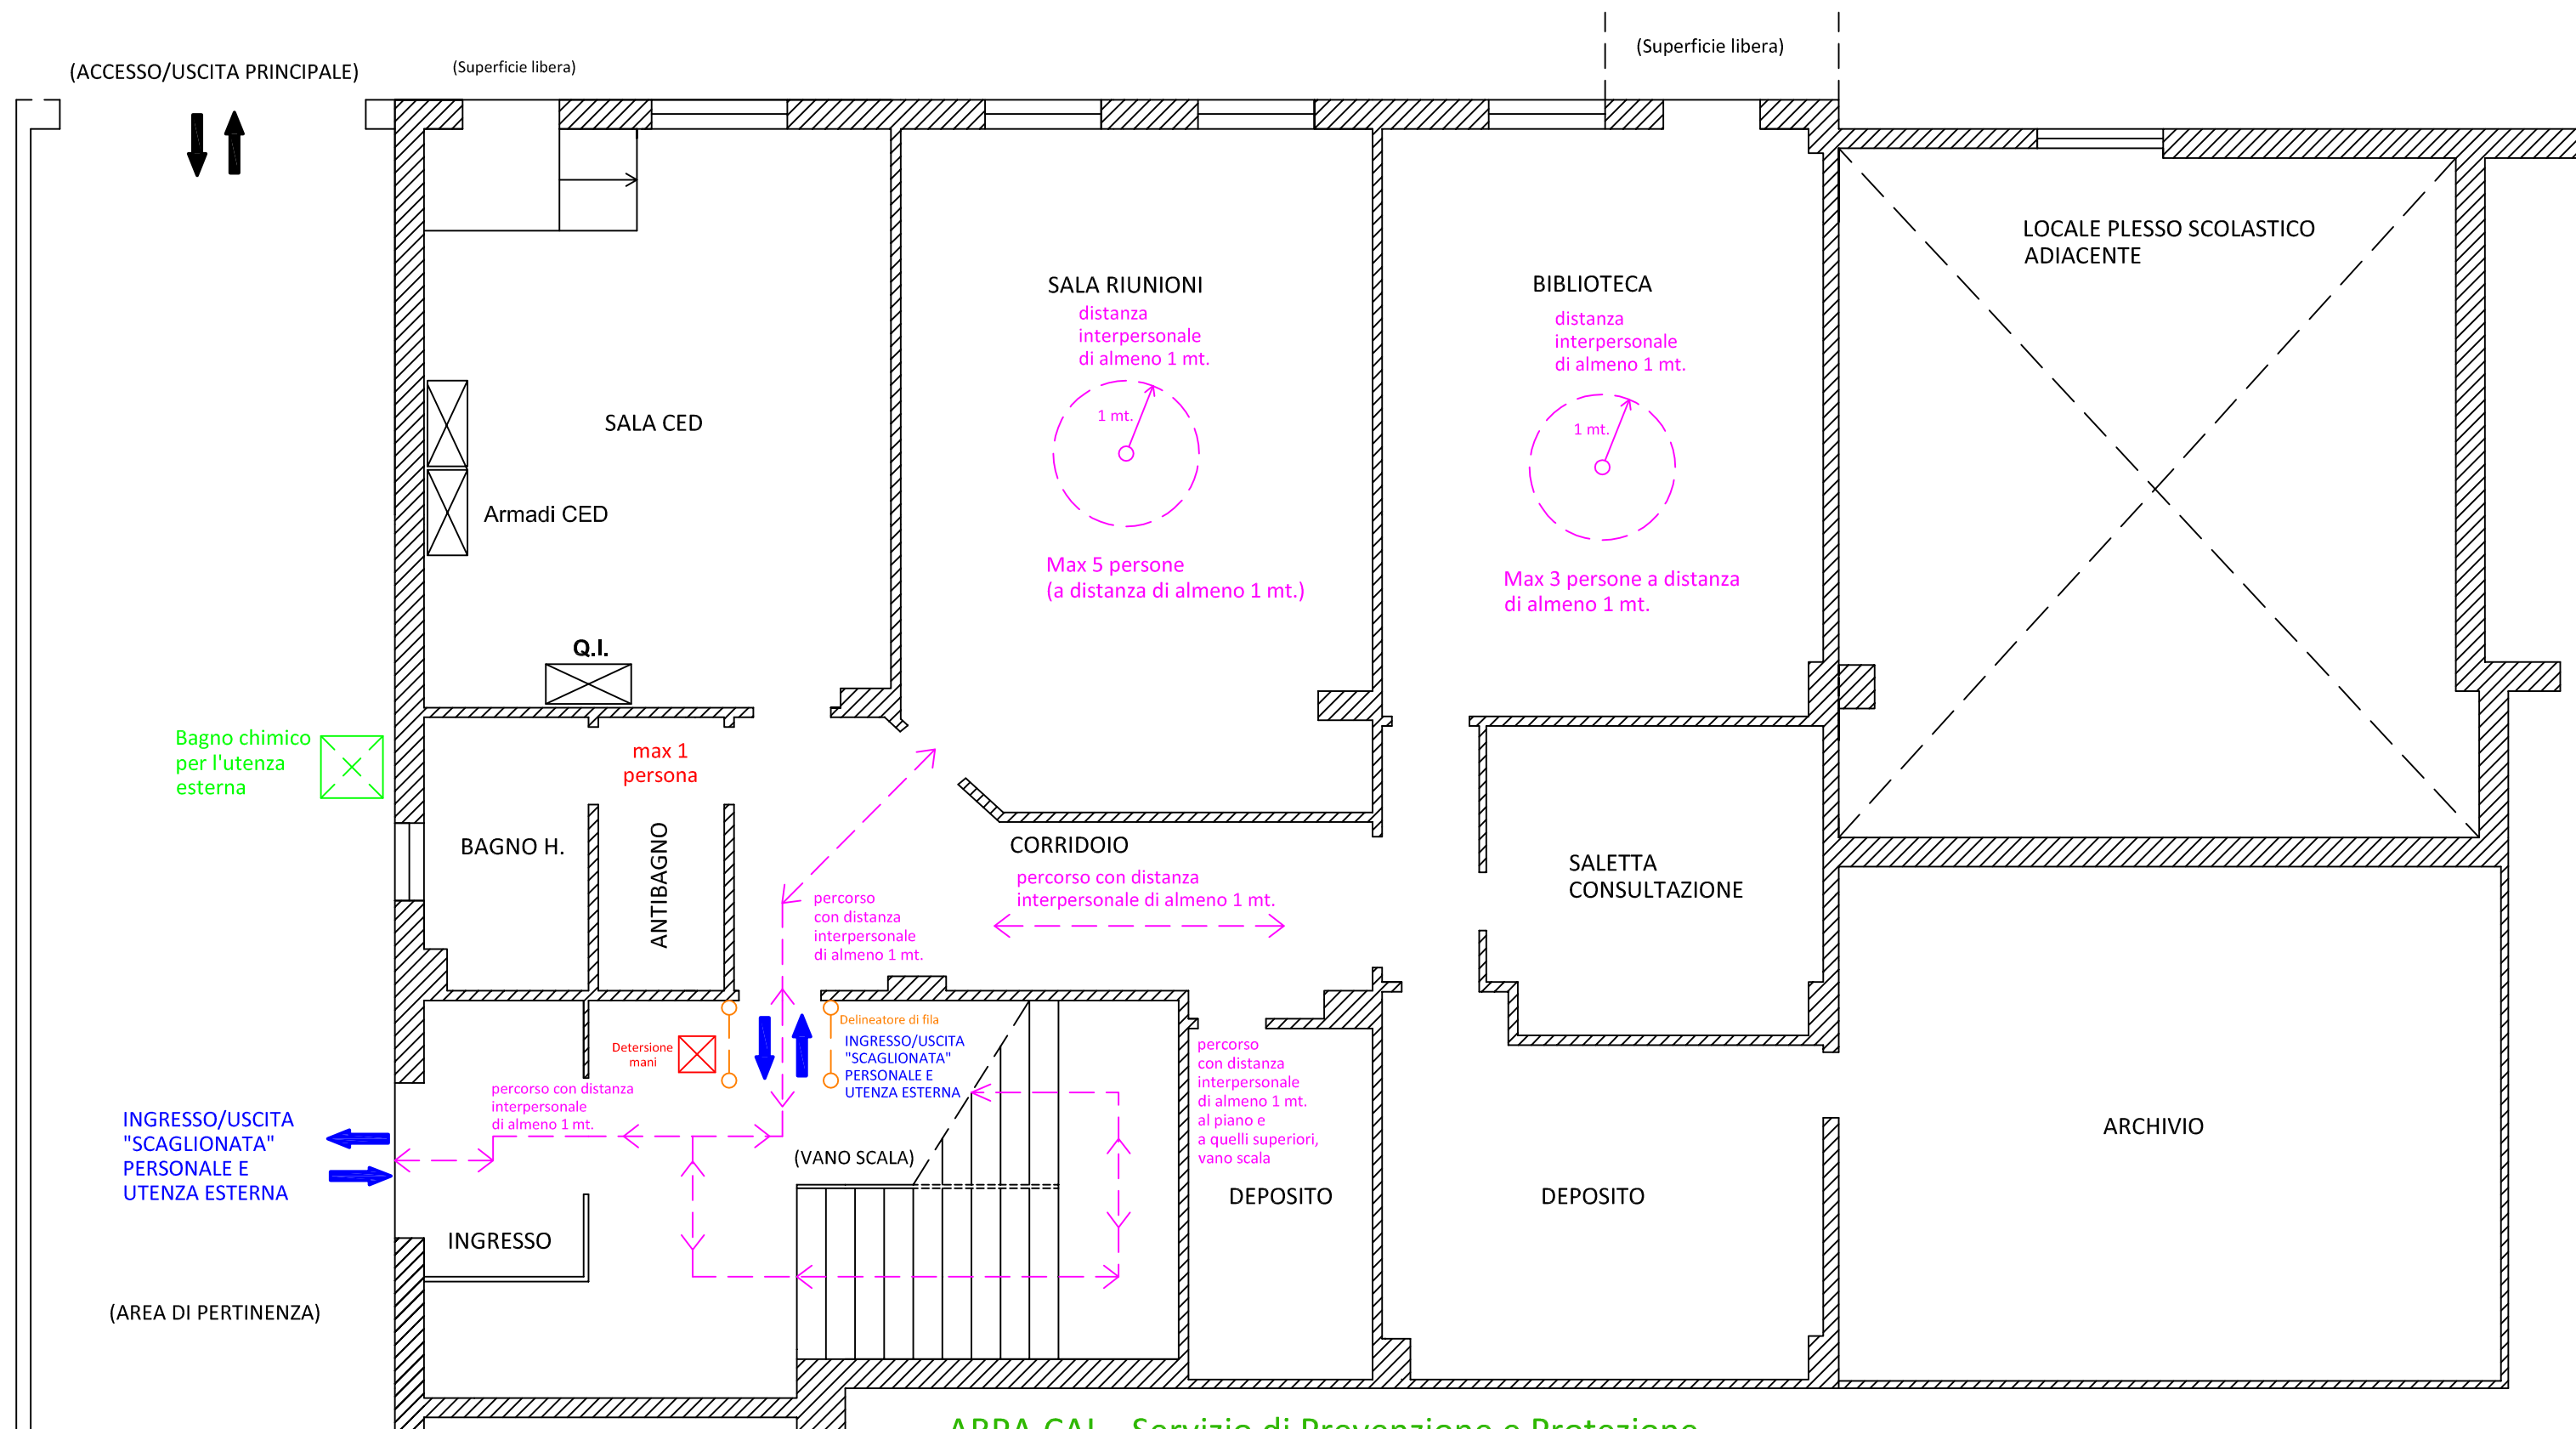 (Superficie libera)
(ACCESSO/USCITA PRINCIPALE)
(Superficie libera)
LOCALE PLESSO SCOLASTICO
ADIACENTE
SALA RIUNIONI
distanza
interpersonale
di almeno 1 mt.
1 mt.
Max 5 persone
(a distanza di almeno 1 mt.)
BIBLIOTECA
distanza
interpersonale
di almeno 1 mt.
1 mt.
Max 3 persone a distanza
di almeno 1 mt.
SALA CED
Armadi CED
Q.I.
Bagno chimico
per l'utenza
esterna
max 1
persona
BAGNO H.
ANTIBAGNO
CORRIDOIO
percorso con distanza
interpersonale di almeno 1 mt.
percorso
con distanza
interpersonale
di almeno 1 mt.
SALETTA
CONSULTAZIONE
Delineatore di fila
INGRESSO/USCITA
"SCAGLIONATA"
PERSONALE E
UTENZA ESTERNA
Detersione
mani
percorso con distanza
interpersonale
di almeno 1 mt.
percorso
con distanza
interpersonale
di almeno 1 mt.
al piano e
a quelli superiori,
vano scala
INGRESSO/USCITA
"SCAGLIONATA"
PERSONALE E
UTENZA ESTERNA
(VANO SCALA)
ARCHIVIO
DEPOSITO
DEPOSITO
INGRESSO
(AREA DI PERTINENZA)
ARPA CAL - Servizio di Prevenzione e Protezione